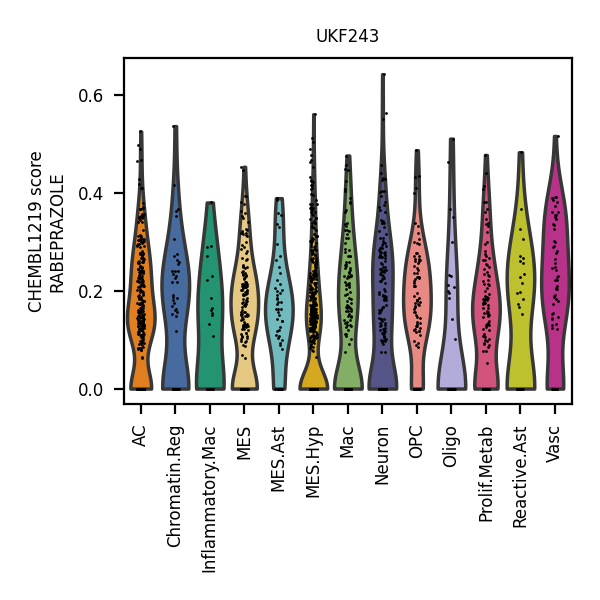 UKF243
CHEMBL1219 score
RABEPRAZOLE
0.6
0.4
0.2
0.0
AC
Chromatin.Reg
Inflammatory.Mac
MES
MES.Ast
MES.Hyp
Mac
Neuron
OPC
Oligo
Prolif.Metab
Reactive.Ast
Vasc